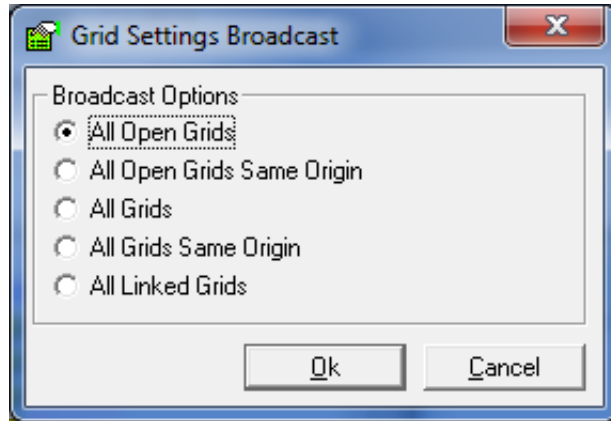 Grid Settings Broadcast
Broadcast Options
All Open Grids
All Open Grids Same Origin
All Grids
All Grids Same Origin
All Linked Grids
Ok Cancel